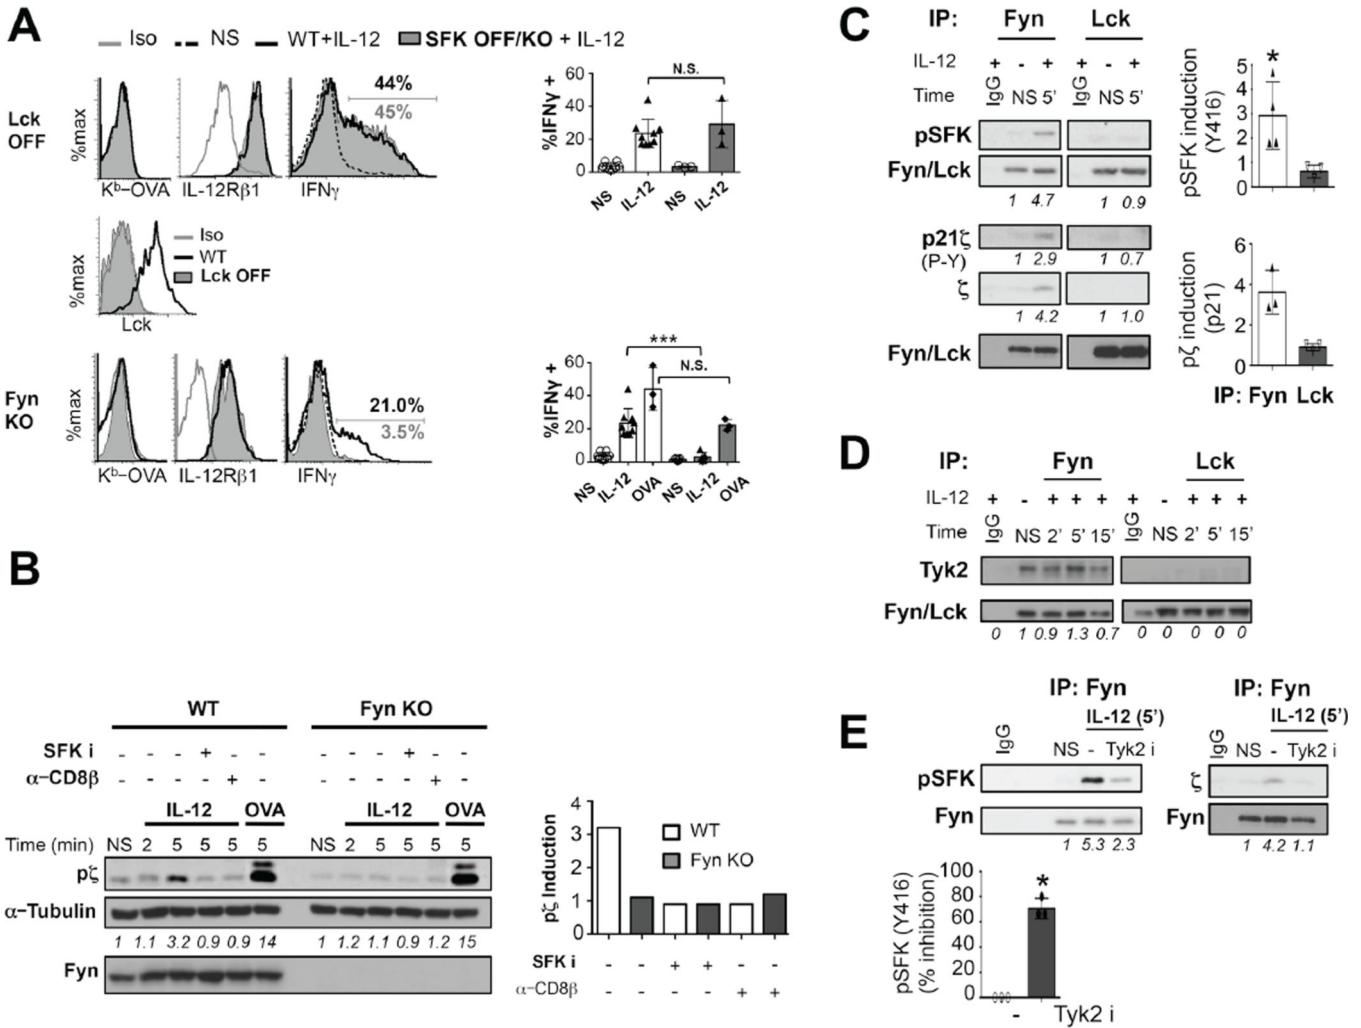 A
Iso NS WT+IL-12 SFK OFF/KO + IL-12
Lck
OFF
%max
44%
45%
Kᵇ–OVA IL-12Rβ1 IFNγ
%IFNγ +
60
40
20
0
N.S.
NS IL-12 NS IL-12
%max
Iso
WT
Lck OFF
Lck
Fyn
KO
%max
21.0%
3.5%
Kᵇ–OVA IL-12Rβ1 IFNγ
%IFNγ +
60
40
20
0
***
N.S.
NS IL-12 OVA NS IL-12 OVA
B
WT Fyn KO
SFK i - - - + - - - - - + - -
α–CD8β - - - - + - - - - - + -
IL-12 OVA IL-12 OVA
Time (min) NS 2 5 5 5 5 NS 2 5 5 5 5
pζ
α–Tubulin
1 1.1 3.2 0.9 0.9 14 1 1.2 1.1 0.9 1.2 15
Fyn
pζ Induction
4
3
2
1
0
WT
Fyn KO
SFK i - - + + - -
α–CD8β - - - - + +
C
IP: Fyn Lck
IL-12 + - + + - +
Time IgG NS 5’ IgG NS 5’
pSFK
Fyn/Lck
1 4.7 1 0.9
p21ζ
(P-Y) 1 2.9 1 0.7
ζ
1 4.2 1 1.0
Fyn/Lck
pSFK induction
(Y416)
5
4
3
2
1
0
*
pζ induction
(p21)
6
4
2
0
IP: Fyn Lck
D
IP: Fyn Lck
IL-12 + - + + + + - + + +
Time IgG NS 2’ 5’ 15’ IgG NS 2’ 5’ 15’
Tyk2
Fyn/Lck
0 1 0.9 1.3 0.7 0 0 0 0 0
E
IP: Fyn
IL-12 (5’)
IgG NS - Tyk2 i
pSFK
Fyn
1 5.3 2.3
IP: Fyn
IL-12 (5’)
IgG NS - Tyk2 i
ζ
Fyn
1 4.2 1.1
pSFK (Y416)
(% inhibition)
100
80
60
40
20
0
*
- Tyk2 i